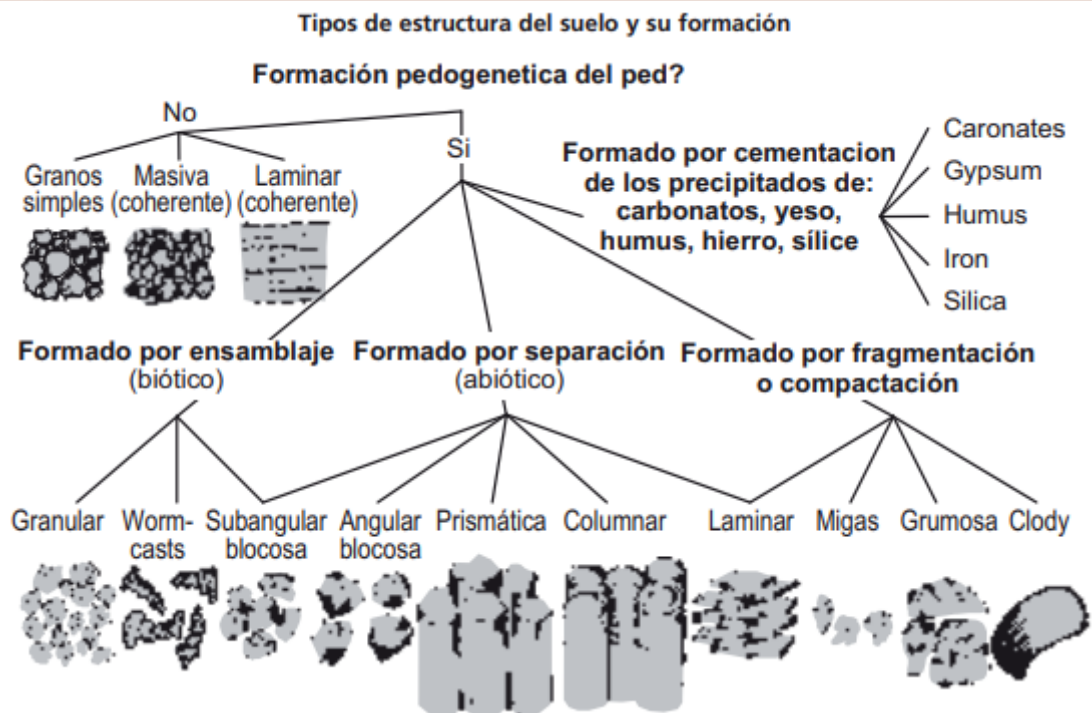 Tipos de estructura del suelo y su formación
Formación pedogenetica del ped?
No
Si
Granos
simples
Masiva
(coherente)
Laminar
(coherente)
Formado por cementacion
de los precipitados de:
carbonatos, yeso,
humus, hierro, sílice
Caronates
Gypsum
Humus
Iron
Silica
Formado por ensamblaje
(biótico)
Formado por separación
(abiótico)
Formado por fragmentación
o compactación
Granular
Worm-
casts
Subangular
blocosa
Angular
blocosa
Prismática
Columnar
Laminar
Migas
Grumosa
Clody